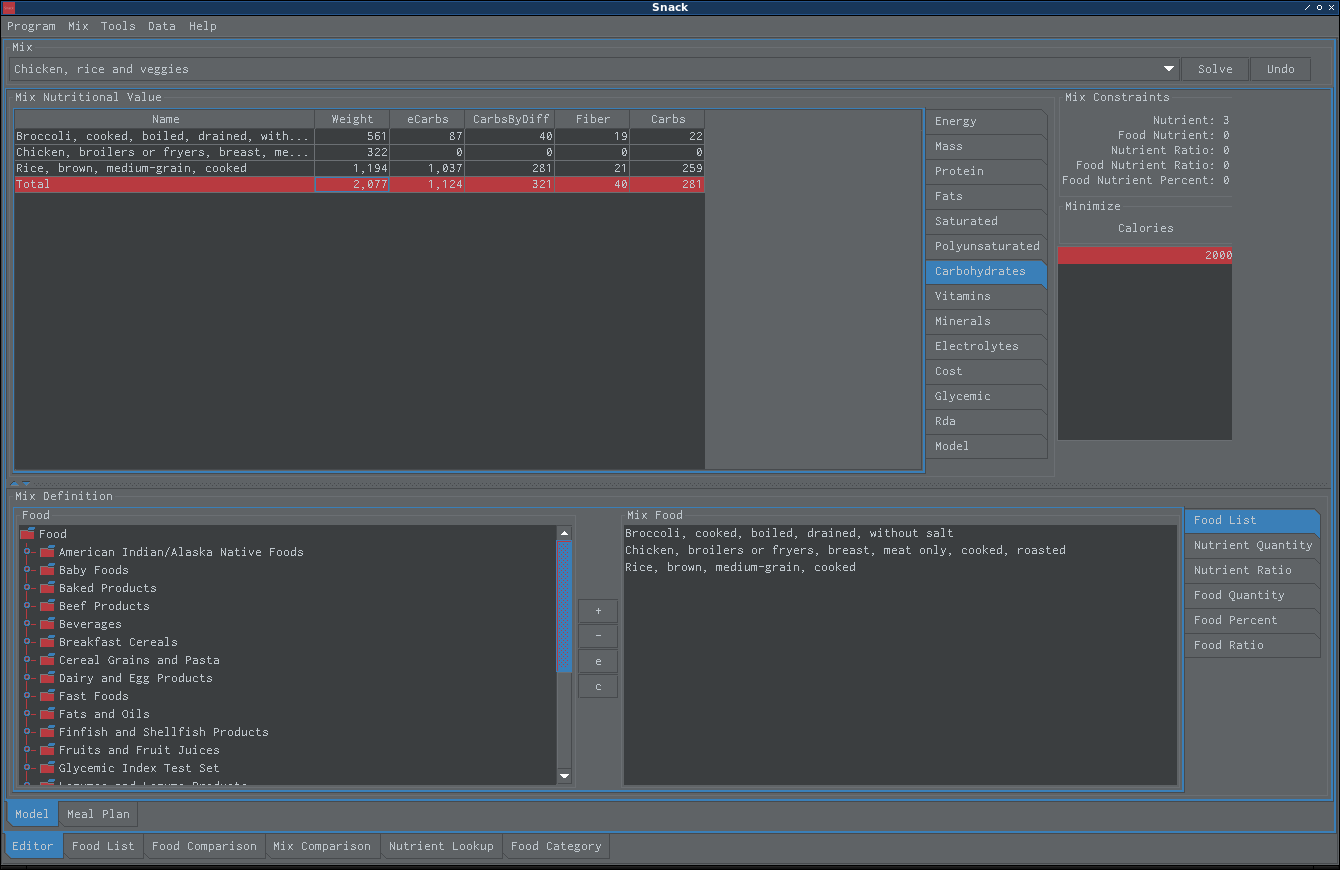 Snack
Program Mix Tools Data Help
Mix
Chicken, rice and veggies
Solve Undo
Mix Nutritional Value
Name Weight eCarbs CarbsByDiff Fiber Carbs
Broccoli, cooked, boiled, drained, with... 561 87 40 19 22
Chicken, broilers or fryers, breast, me... 322 0 0 0 0
Rice, brown, medium-grain, cooked 1,194 1,037 281 21 259
Total 2,077 1,124 321 40 281
Energy
Mass
Protein
Fats
Saturated
Polyunsaturated
Carbohydrates
Vitamins
Minerals
Electrolytes
Cost
Glycemic
Rda
Model
Mix Constraints
Nutrient: 3
Food Nutrient: 0
Nutrient Ratio: 0
Food Nutrient Ratio: 0
Food Nutrient Percent: 0
Minimize
Calories
2000
Mix Definition
Food
Food
American Indian/Alaska Native Foods
Baby Foods
Baked Products
Beef Products
Beverages
Breakfast Cereals
Cereal Grains and Pasta
Dairy and Egg Products
Fast Foods
Fats and Oils
Finfish and Shellfish Products
Fruits and Fruit Juices
Glycemic Index Test Set
Legumes and Legume Products
+
-
e
c
Mix Food
Broccoli, cooked, boiled, drained, without salt
Chicken, broilers or fryers, breast, meat only, cooked, roasted
Rice, brown, medium-grain, cooked
Food List
Nutrient Quantity
Nutrient Ratio
Food Quantity
Food Percent
Food Ratio
Model Meal Plan
Editor Food List Food Comparison Mix Comparison Nutrient Lookup Food Category